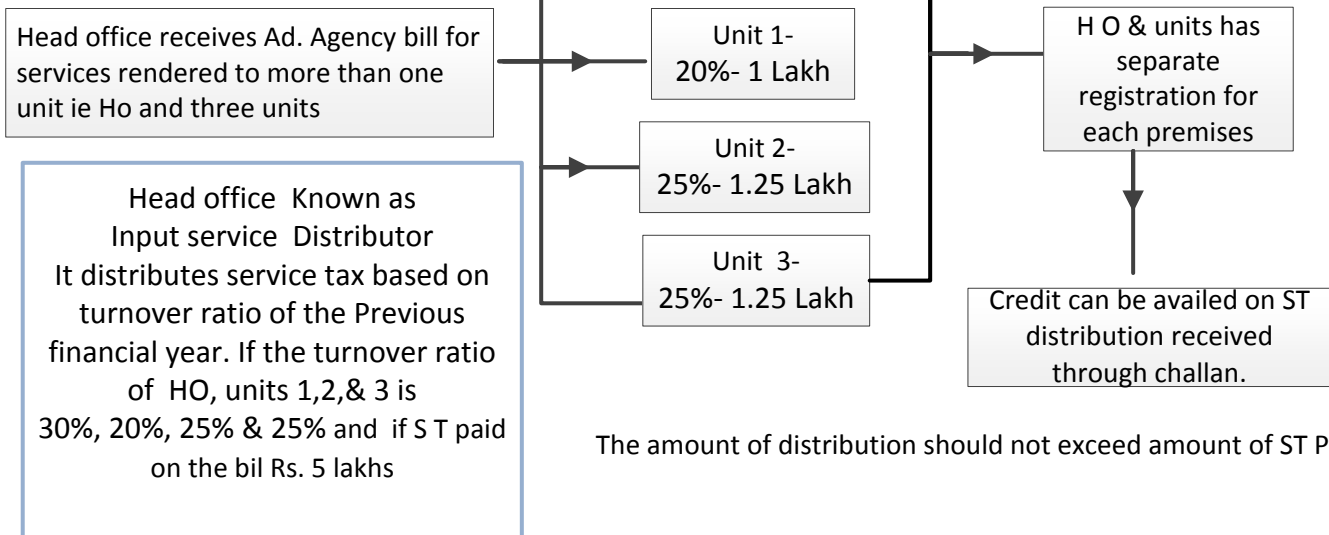 Head office receives Ad. Agency bill for
services rendered to more than one
unit ie Ho and three units
Head office Known as
Input service Distributor
It distributes service tax based on
turnover ratio of the Previous
financial year. If the turnover ratio
of HO, units 1,2,& 3 is
30%, 20%, 25% & 25% and if S T paid
on the bil Rs. 5 lakhs
Unit 1-
20%- 1 Lakh
Unit 2-
25%- 1.25 Lakh
Unit 3-
25%- 1.25 Lakh
H O & units has
separate
registration for
each premises
Credit can be availed on ST
distribution received
through challan.
The amount of distribution should not exceed amount of ST P